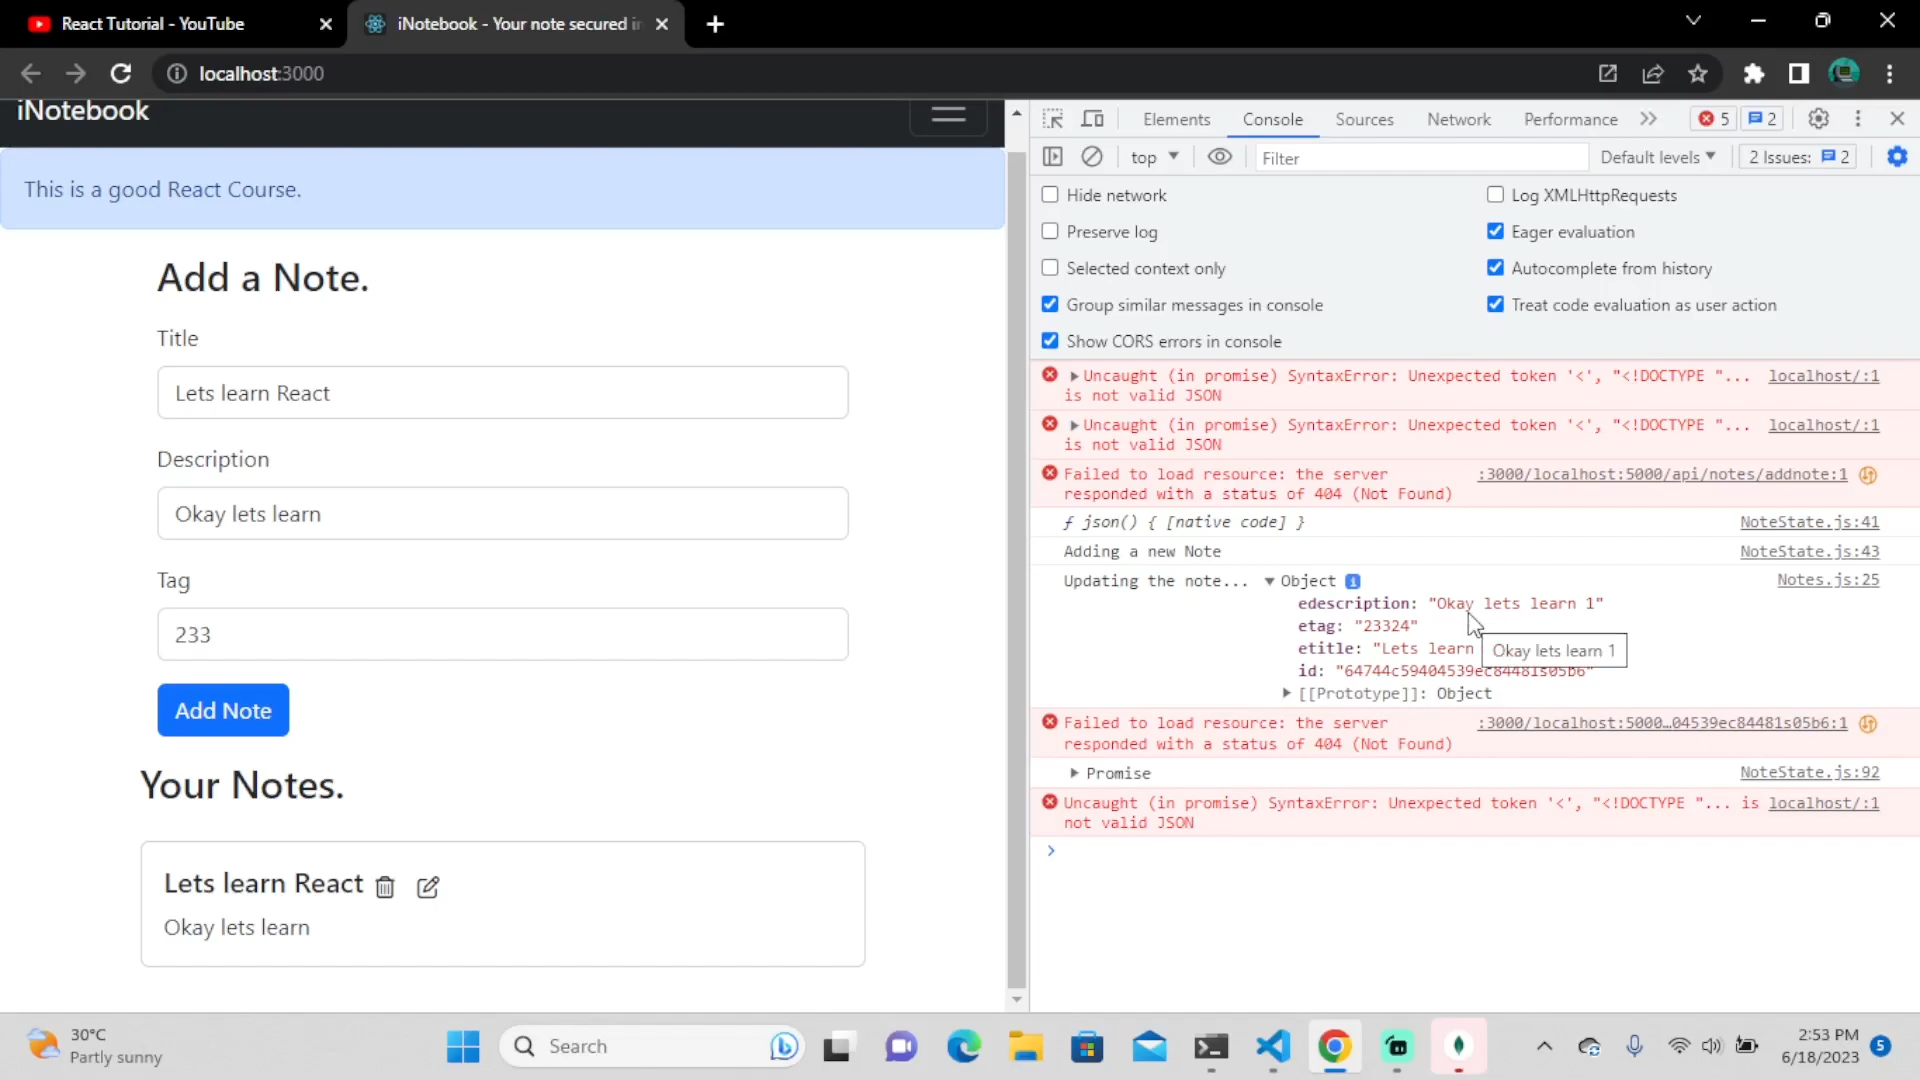 React Tutorial - YouTube
iNotebook - Your note secured in
localhost:3000
iNotebook
This is a good React Course.
Add a Note.
Title
Lets learn React
Description
Okay lets learn
Tag
233
Add Note
Your Notes.
Lets learn React
Okay lets learn
Elements Console Sources Network Performance 5 2
top Filter Default levels 2 Issues: 2
Hide network Log XMLHttpRequests
Preserve log Eager evaluation
Selected context only Autocomplete from history
Group similar messages in console Treat code evaluation as user action
Show CORS errors in console
Uncaught (in promise) SyntaxError: Unexpected token '<', "<!DOCTYPE "... localhost/:1
is not valid JSON
Uncaught (in promise) SyntaxError: Unexpected token '<', "<!DOCTYPE "... localhost/:1
is not valid JSON
Failed to load resource: the server :3000/localhost:5000/api/notes/addnote:1
responded with a status of 404 (Not Found)
ƒ json() { [native code] } NoteState.js:41
Adding a new Note NoteState.js:43
Updating the note... Object Notes.js:25
edescription: "Okay lets learn 1"
etag: "23324"
etitle: "Lets learn
Okay lets learn 1
id: "64744c59404539ec84481s05b6"
[[Prototype]]: Object
Failed to load resource: the server :3000/localhost:5000…04539ec84481s05b6:1
responded with a status of 404 (Not Found)
Promise NoteState.js:92
Uncaught (in promise) SyntaxError: Unexpected token '<', "<!DOCTYPE "... is localhost/:1
not valid JSON
30°C
Partly sunny
Search
2:53 PM
6/18/2023
5